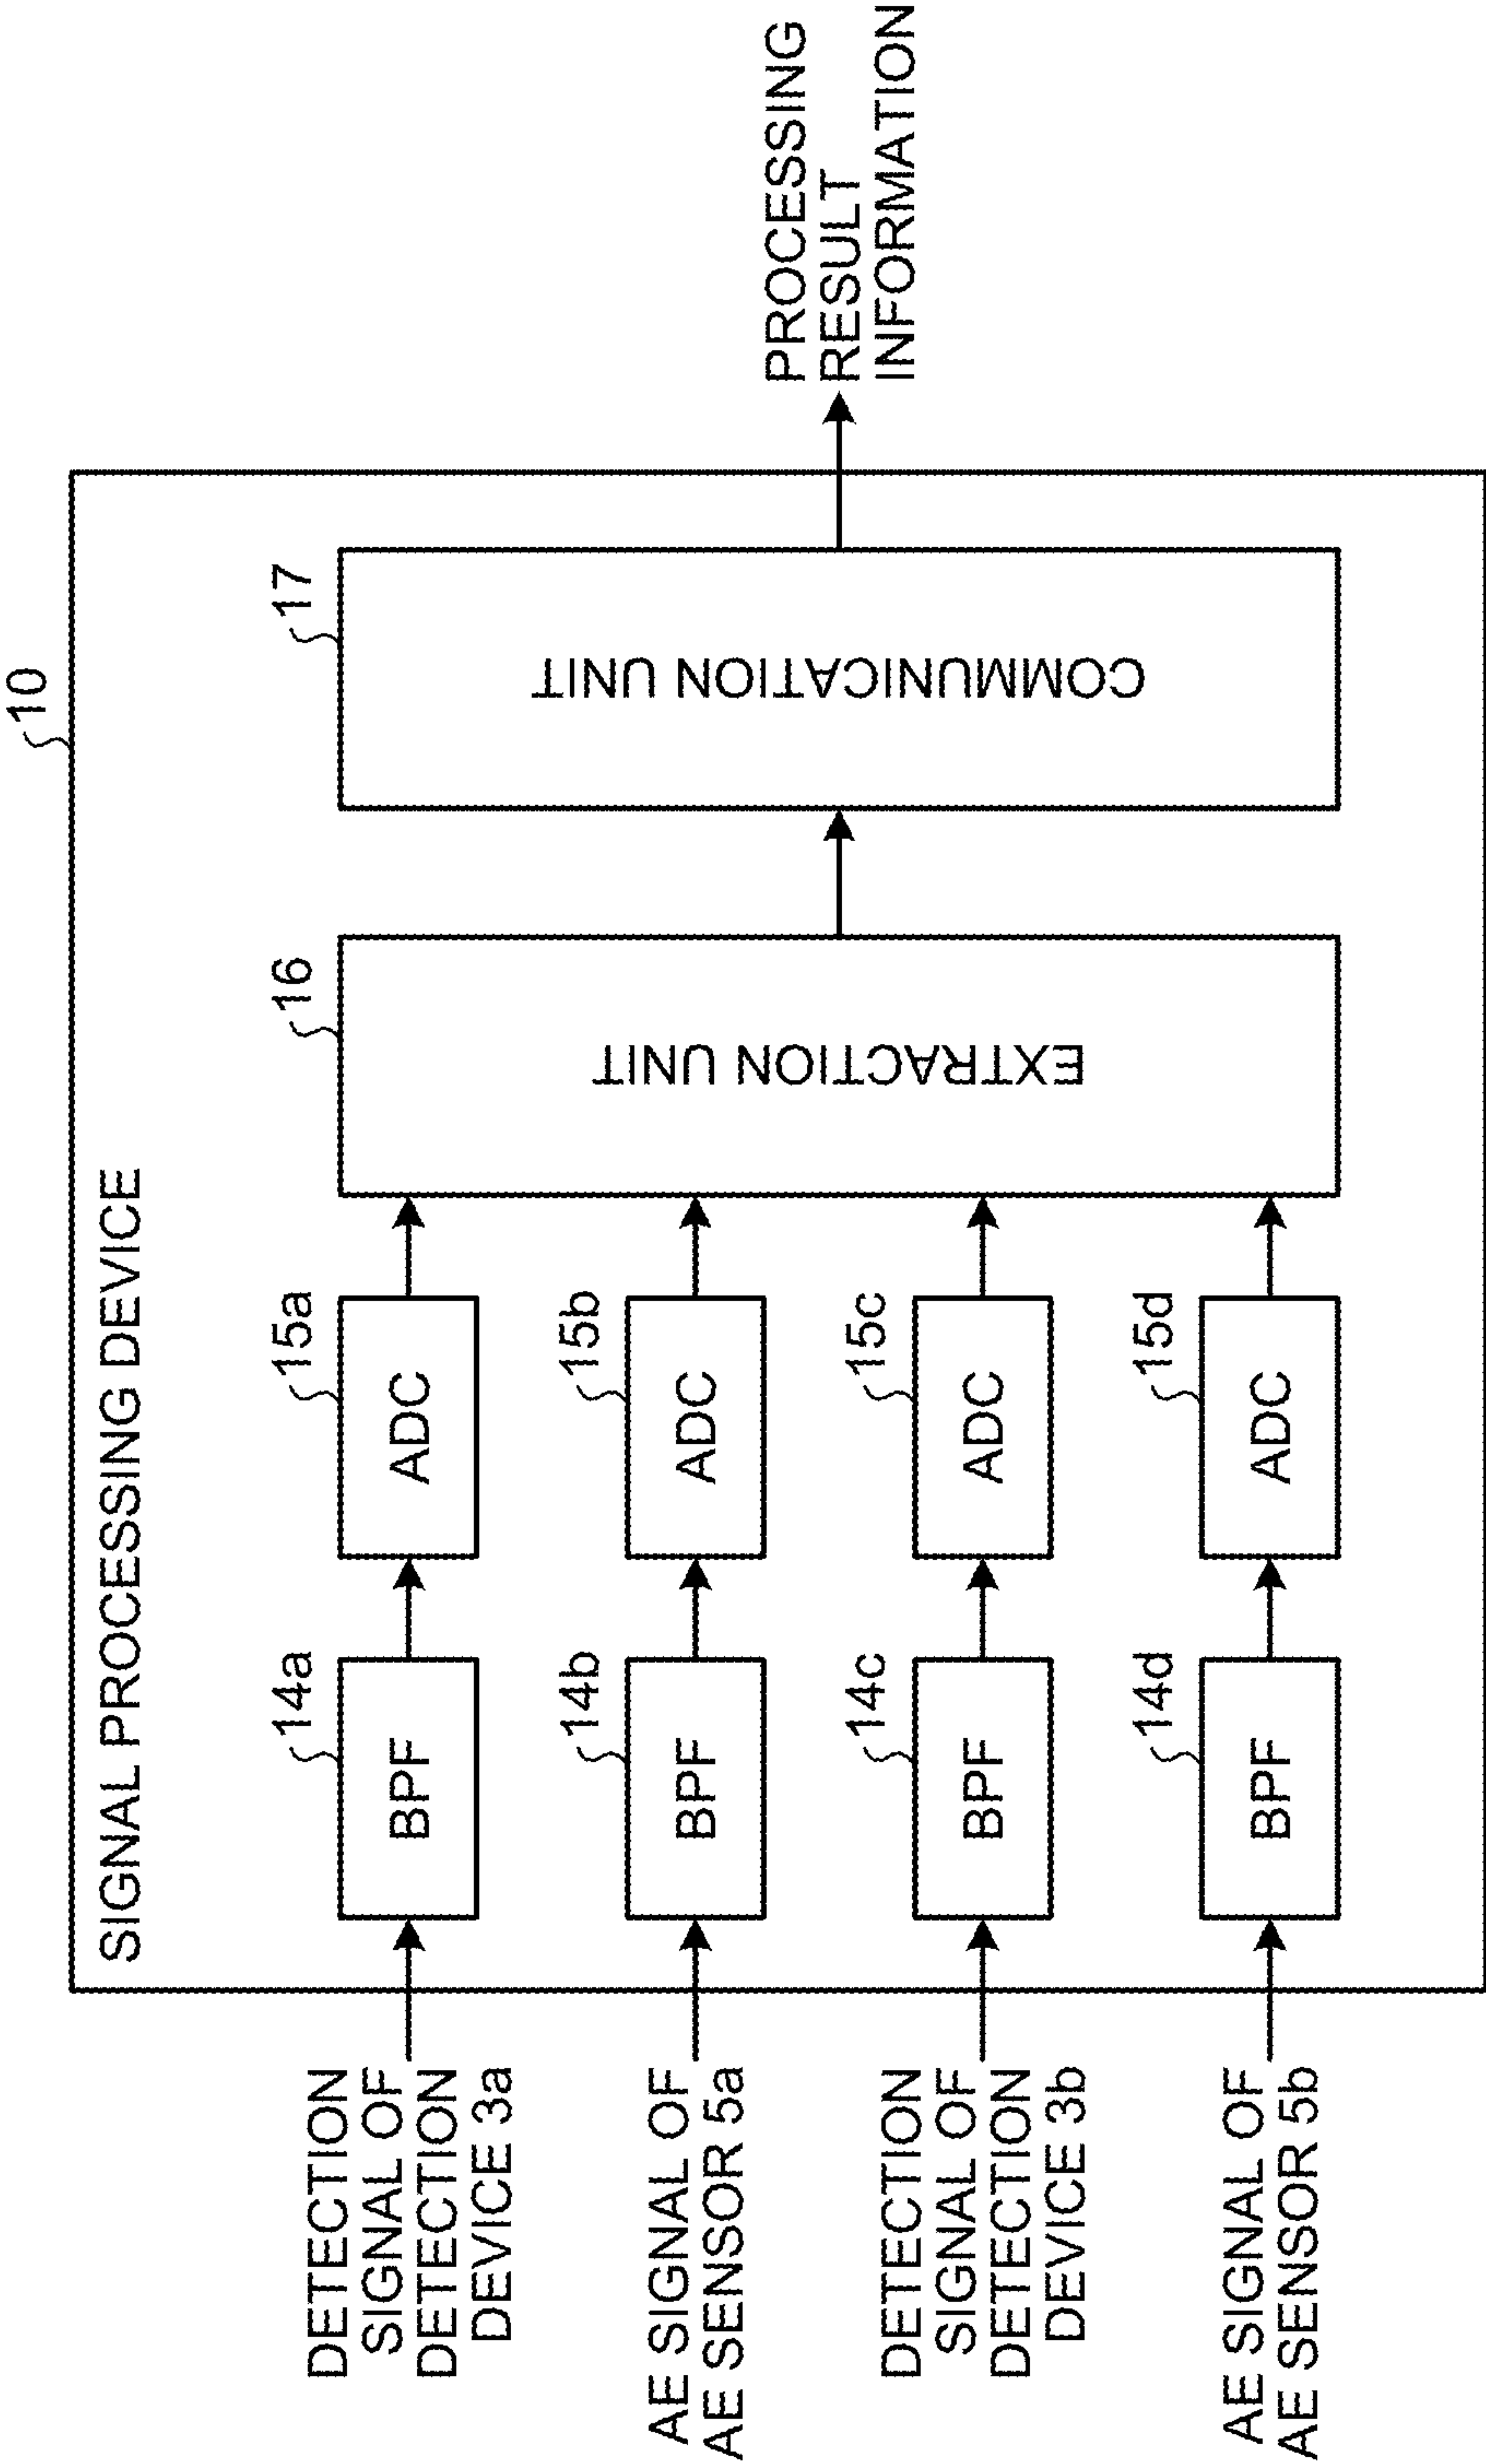 10
SIGNAL PROCESSING DEVICE
DETECTION
SIGNAL OF
DETECTION
DEVICE 3a
14a
BPF
15a
ADC
AE SIGNAL OF
AE SENSOR 5a
14b
BPF
15b
ADC
DETECTION
SIGNAL OF
DETECTION
DEVICE 3b
14c
BPF
15c
ADC
AE SIGNAL OF
AE SENSOR 5b
14d
BPF
15d
ADC
16
EXTRACTION UNIT
17
COMMUNICATION UNIT
PROCESSING
RESULT
INFORMATION